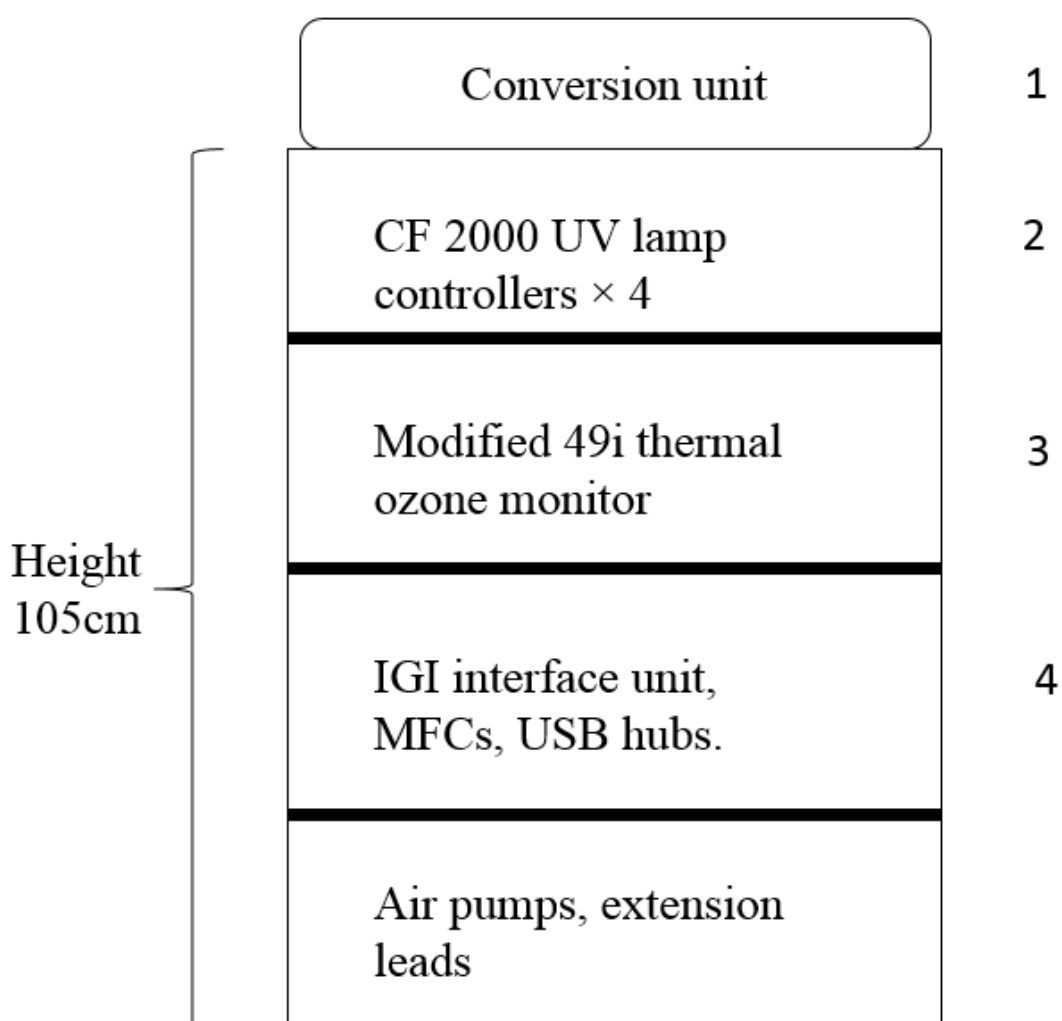 Conversion unit
1
CF 2000 UV lamp
controllers × 4
2
Modified 49i thermal
ozone monitor
3
Height
105cm
IGI interface unit,
MFCs, USB hubs.
4
Air pumps, extension
leads